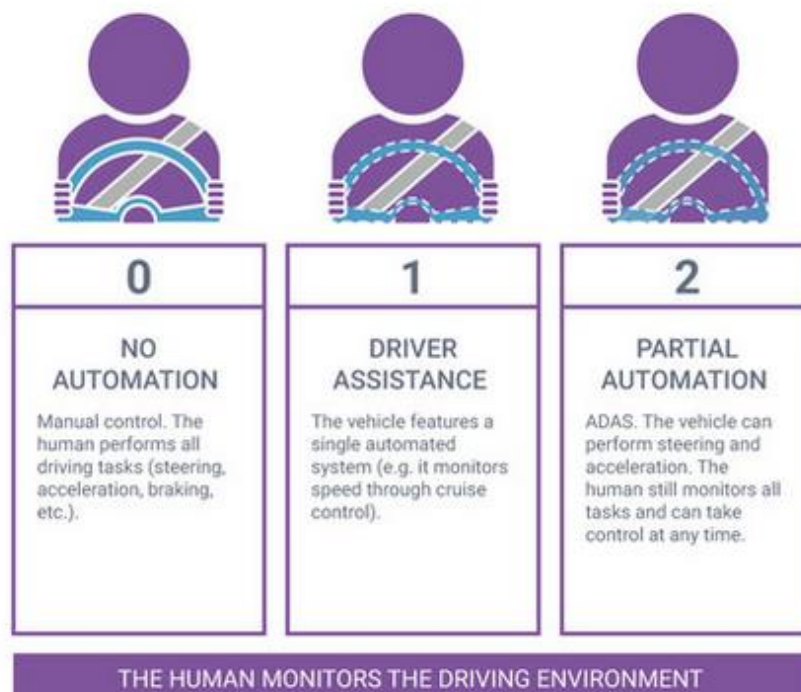 0
NO
AUTOMATION
Manual control. The
human performs all
driving tasks (steering,
acceleration, braking,
etc.).
1
DRIVER
ASSISTANCE
The vehicle features a
single automated
system (e.g. it monitors
speed through cruise
control).
2
PARTIAL
AUTOMATION
ADAS. The vehicle can
perform steering and
acceleration. The
human still monitors all
tasks and can take
control at any time.
THE HUMAN MONITORS THE DRIVING ENVIRONMENT